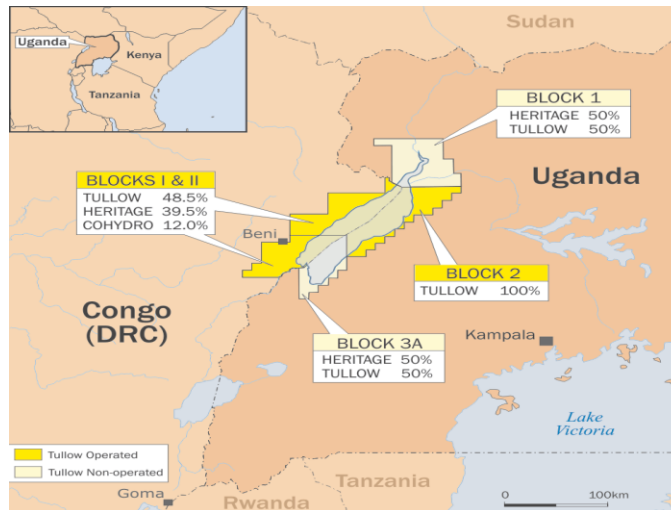 Uganda
Kenya
Tanzania
Sudan
BLOCK 1
HERITAGE 50%
TULLOW 50%
Uganda
BLOCKS I & II
TULLOW 48.5%
HERITAGE 39.5%
COHYDRO 12.0%
Beni
BLOCK 2
TULLOW 100%
Congo
(DRC)
BLOCK 3A
HERITAGE 50%
TULLOW 50%
Kampala
Lake
Victoria
Tullow Operated
Tullow Non-operated
Goma
Rwanda
Tanzania
0 100km